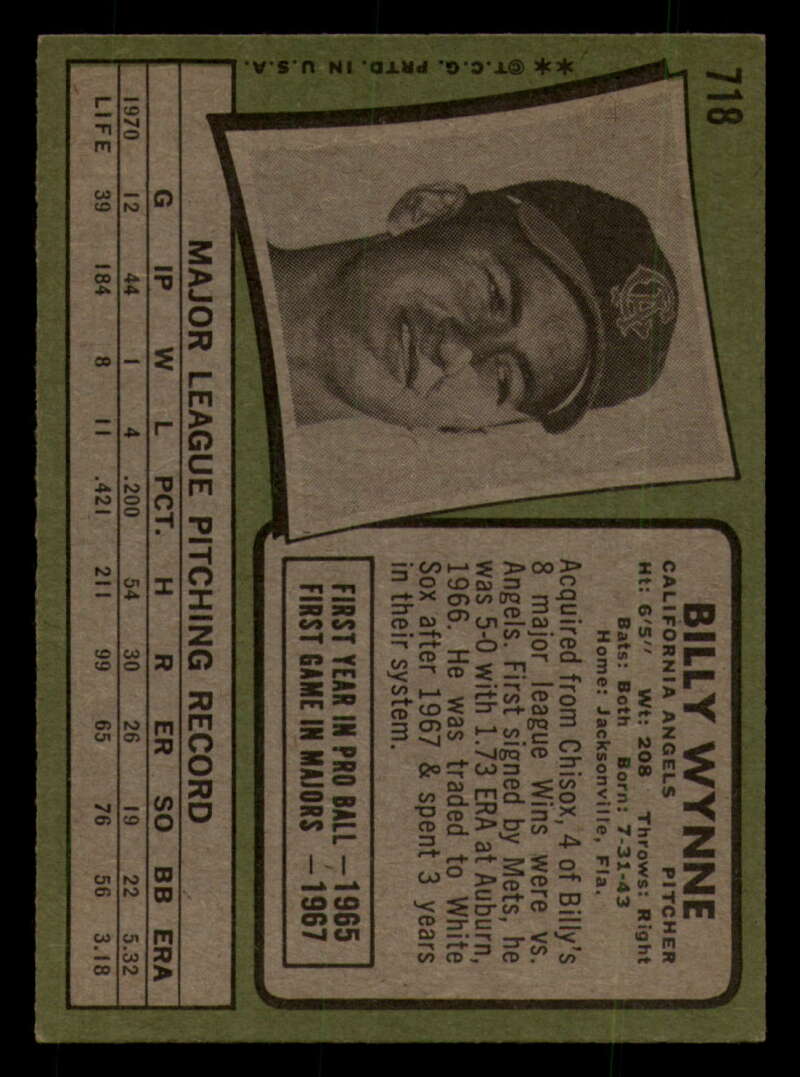 718
** ©T.C.G. PRTD. IN U.S.A.
BILLY WYNNE
CALIFORNIA ANGELS PITCHER
Ht: 6'5" Wt: 208 Throws: Right
Bats: Both Born: 7-31-43
Home: Jacksonville, Fla.
Acquired from Chisox, 4 of Billy's
8 major league Wins were vs.
Angels. First signed by Mets, he
was 5-0 with 1.73 ERA at Auburn,
1966. He was traded to White
Sox after 1967 & spent 3 years
in their system.
FIRST YEAR IN PRO BALL —1965
FIRST GAME IN MAJORS —1967
MAJOR LEAGUE PITCHING RECORD
G IP W L PCT. H R ER SO BB ERA
1970 12 44 1 4 .200 54 30 26 19 22 5.32
LIFE 39 184 8 11 .421 211 99 65 76 56 3.18